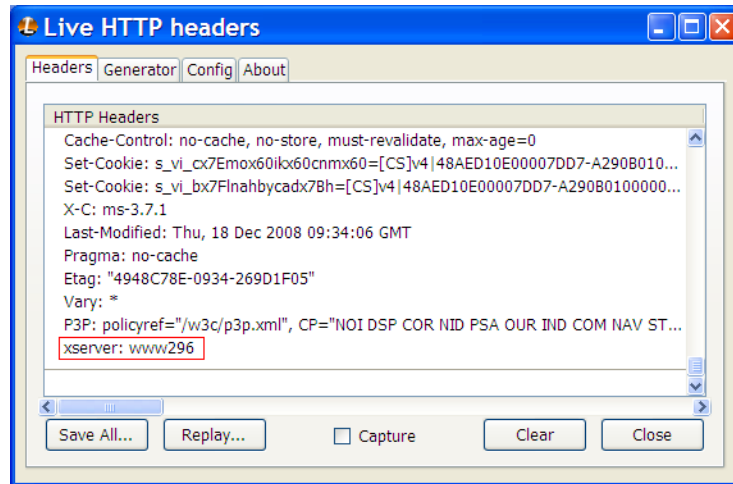 Live HTTP headers
Headers Generator Config About
HTTP Headers
Cache-Control: no-cache, no-store, must-revalidate, max-age=0
Set-Cookie: s_vi_cx7Emox60ikx60cnmx60=[CS]v4|48AED10E00007DD7-A290B010...
Set-Cookie: s_vi_bx7Flnahbycadx7Bh=[CS]v4|48AED10E00007DD7-A290B0100000...
X-C: ms-3.7.1
Last-Modified: Thu, 18 Dec 2008 09:34:06 GMT
Pragma: no-cache
Etag: "4948C78E-0934-269D1F05"
Vary: *
P3P: policyref="/w3c/p3p.xml", CP="NOI DSP COR NID PSA OUR IND COM NAV ST...
xserver: www296
Save All... Replay... Capture Clear Close